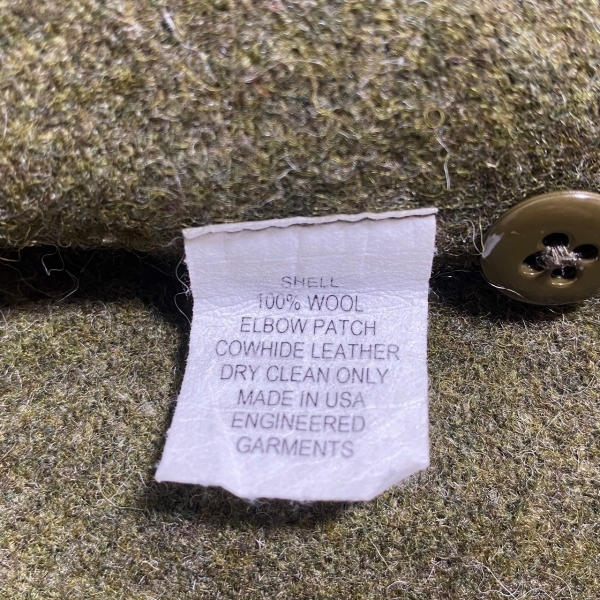 SHELL
100% WOOL
ELBOW PATCH
COWHIDE LEATHER
DRY CLEAN ONLY
MADE IN USA
ENGINEERED
GARMENTS